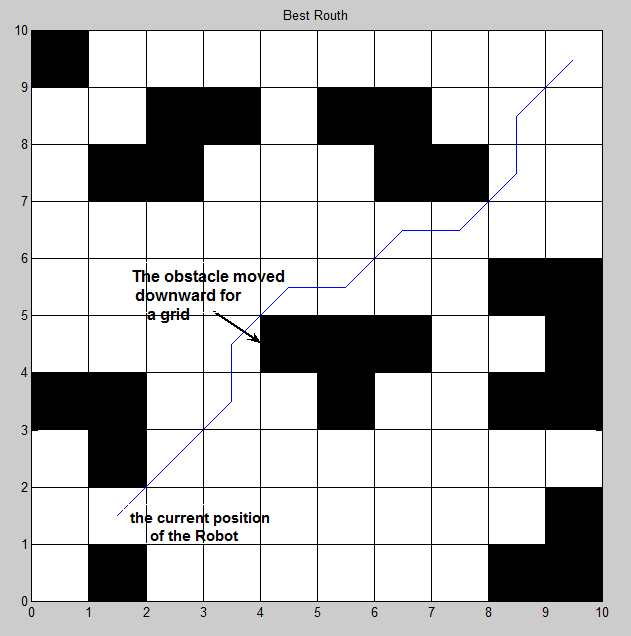 Best Routh
10
9
8
7
6
The obstacle moved
downward for
a grid
5
4
3
2
the current position
of the Robot
1
0
0 1 2 3 4 5 6 7 8 9 10